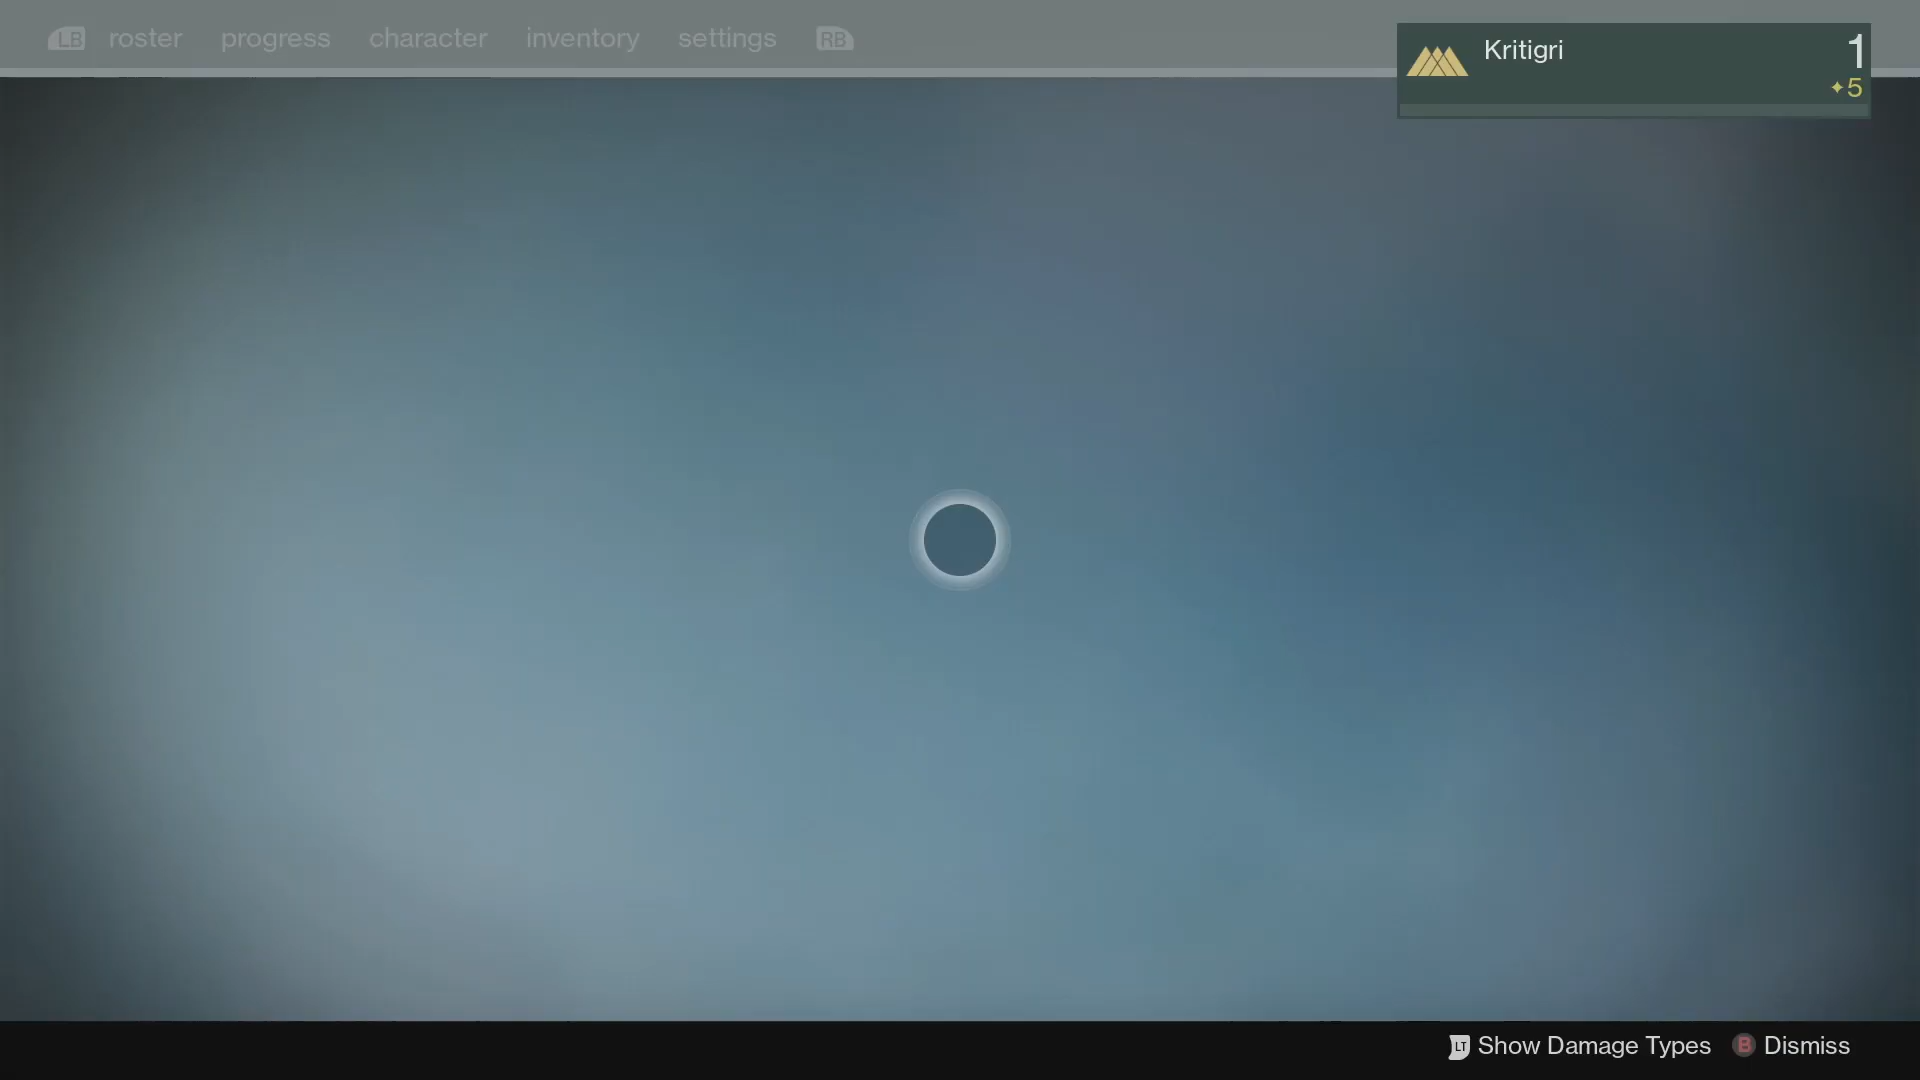 LB roster progress character inventory settings RB
Kritigri 1
✦5
LT Show Damage Types B Dismiss